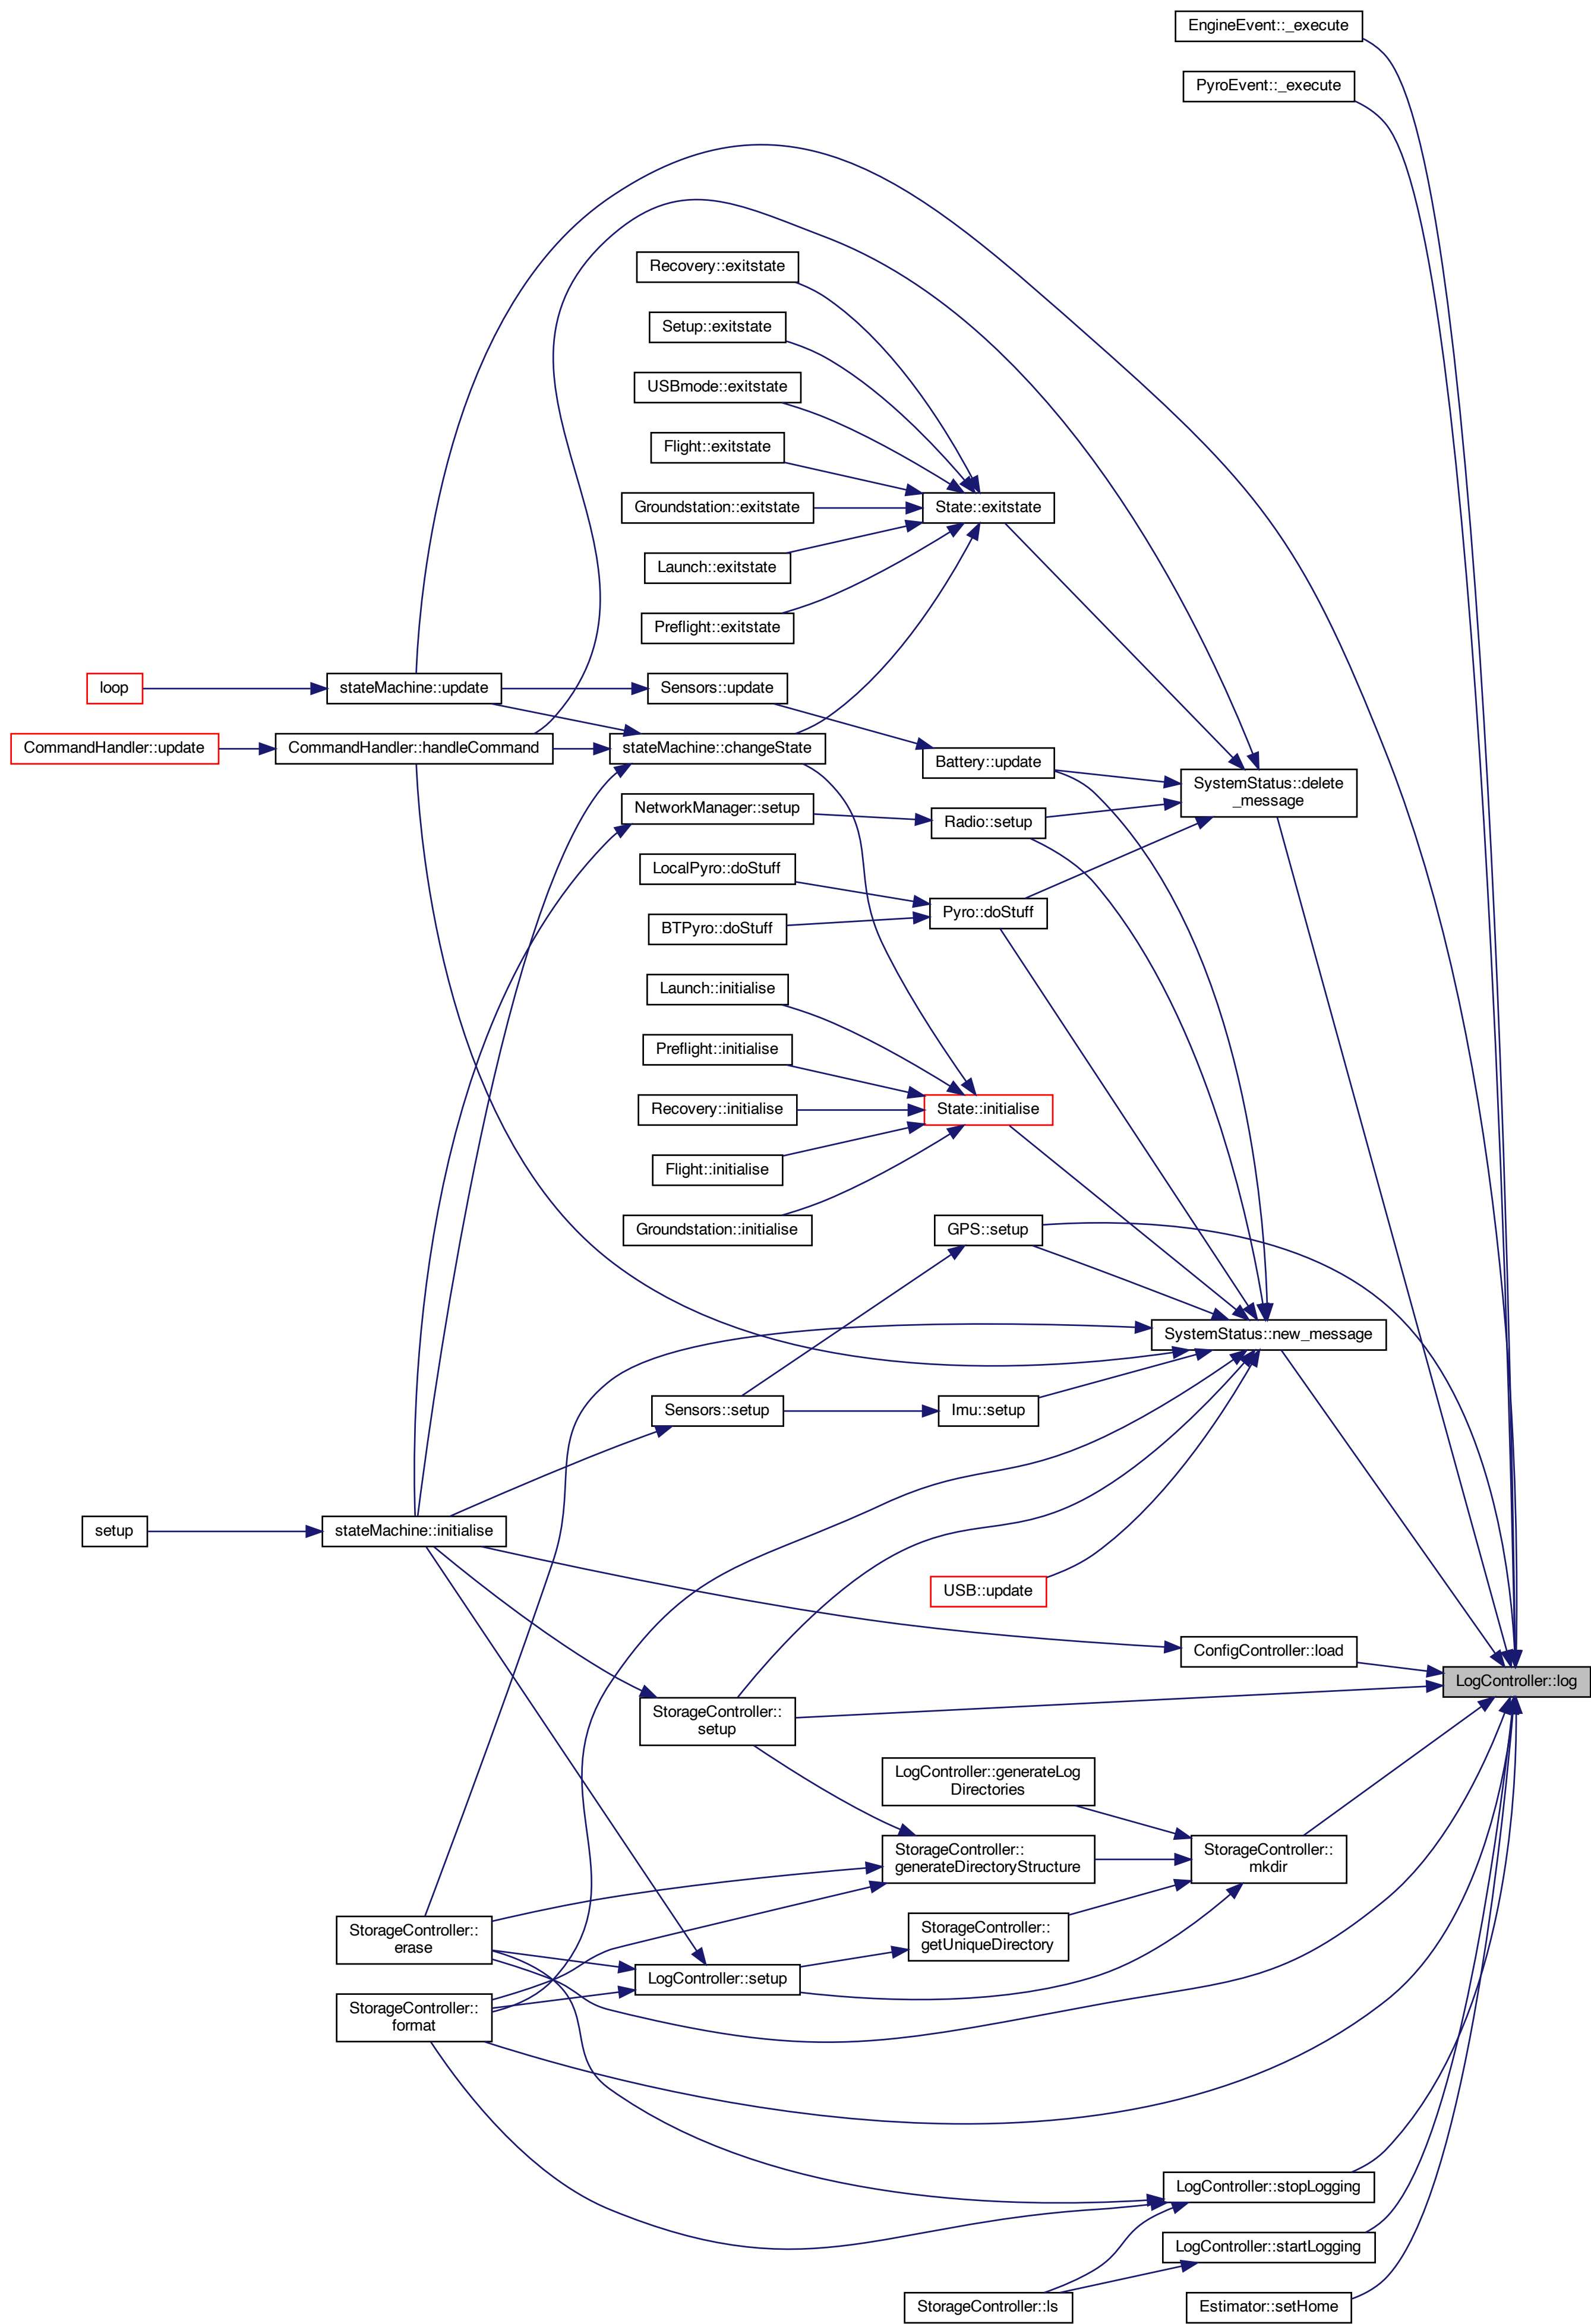 EngineEvent::_execute
PyroEvent::_execute
Recovery::exitstate
Setup::exitstate
USBmode::exitstate
Flight::exitstate
Groundstation::exitstate
State::exitstate
Launch::exitstate
Preflight::exitstate
loop
stateMachine::update
Sensors::update
CommandHandler::update
CommandHandler::handleCommand
stateMachine::changeState
Battery::update
SystemStatus::delete
_message
NetworkManager::setup
Radio::setup
LocalPyro::doStuff
Pyro::doStuff
BTPyro::doStuff
Launch::initialise
Preflight::initialise
Recovery::initialise
State::initialise
Flight::initialise
Groundstation::initialise
GPS::setup
SystemStatus::new_message
Sensors::setup
Imu::setup
setup
stateMachine::initialise
USB::update
ConfigController::load
LogController::log
StorageController::
setup
LogController::generateLog
Directories
StorageController::
generateDirectoryStructure
StorageController::
mkdir
StorageController::
erase
StorageController::
getUniqueDirectory
LogController::setup
StorageController::
format
LogController::stopLogging
LogController::startLogging
StorageController::ls
Estimator::setHome